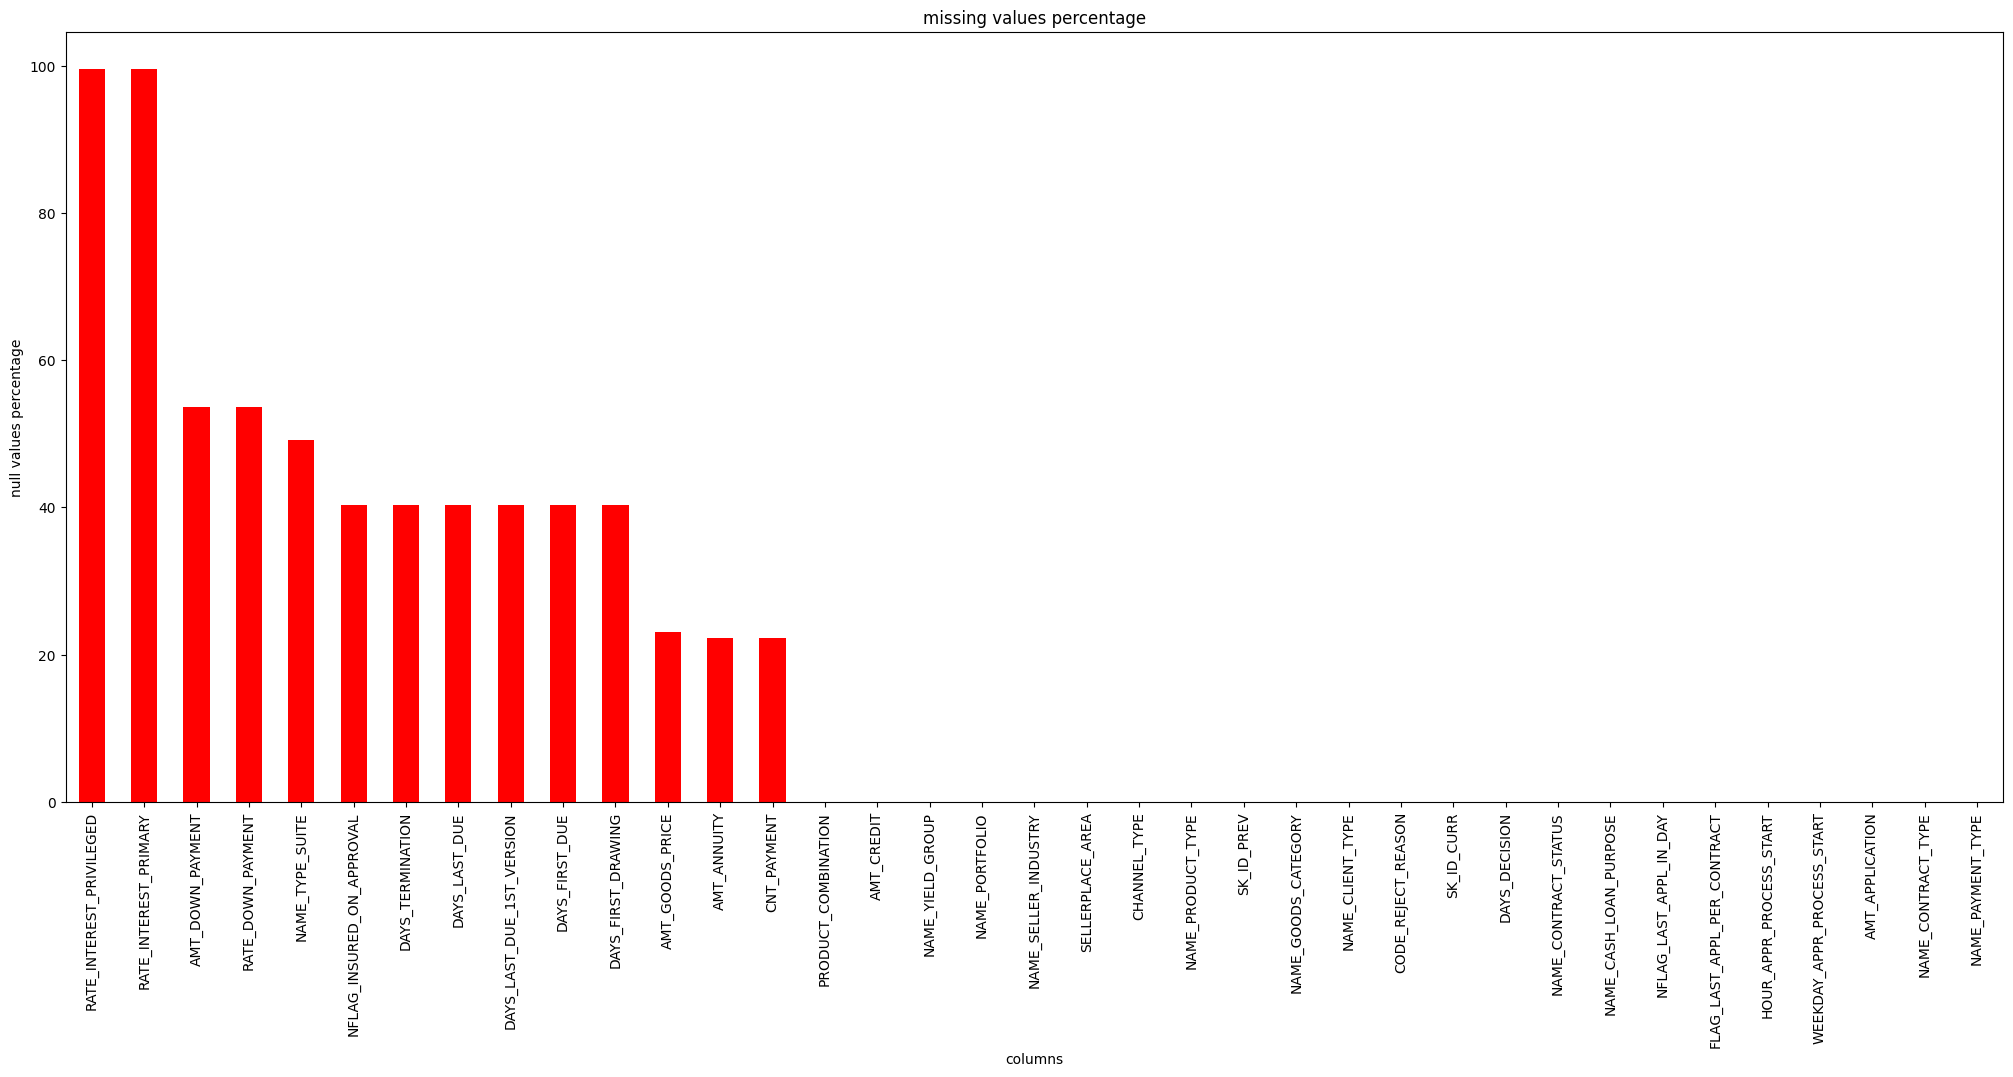 missing values percentage
null values percentage
100
80
60
40
20
0
RATE_INTEREST_PRIVILEGED
RATE_INTEREST_PRIMARY
AMT_DOWN_PAYMENT
RATE_DOWN_PAYMENT
NAME_TYPE_SUITE
NFLAG_INSURED_ON_APPROVAL
DAYS_TERMINATION
DAYS_LAST_DUE
DAYS_LAST_DUE_1ST_VERSION
DAYS_FIRST_DUE
DAYS_FIRST_DRAWING
AMT_GOODS_PRICE
AMT_ANNUITY
CNT_PAYMENT
PRODUCT_COMBINATION
AMT_CREDIT
NAME_YIELD_GROUP
NAME_PORTFOLIO
NAME_SELLER_INDUSTRY
SELLERPLACE_AREA
CHANNEL_TYPE
NAME_PRODUCT_TYPE
SK_ID_PREV
NAME_GOODS_CATEGORY
NAME_CLIENT_TYPE
CODE_REJECT_REASON
SK_ID_CURR
DAYS_DECISION
NAME_CONTRACT_STATUS
NAME_CASH_LOAN_PURPOSE
NFLAG_LAST_APPL_IN_DAY
FLAG_LAST_APPL_PER_CONTRACT
HOUR_APPR_PROCESS_START
WEEKDAY_APPR_PROCESS_START
AMT_APPLICATION
NAME_CONTRACT_TYPE
NAME_PAYMENT_TYPE
columns